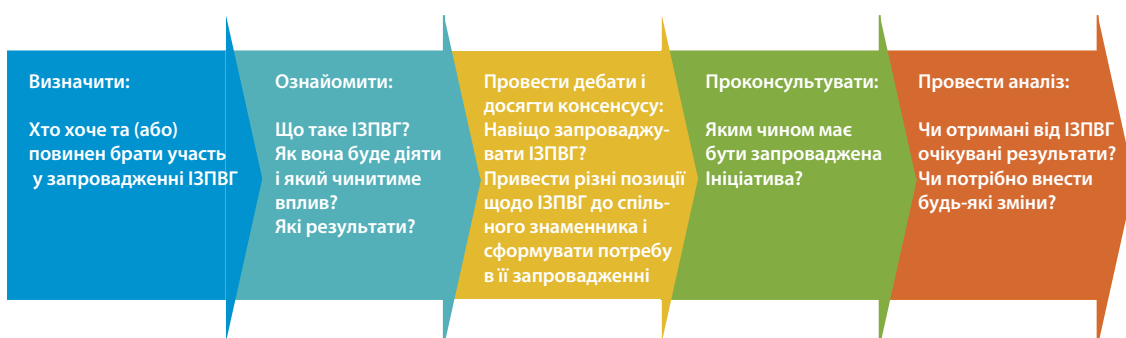 Визначити:
Хто хоче та (або)
повинен брати участь
у запровадженні ІЗПВГ
Ознайомити:
Що таке ІЗПВГ?
Як вона буде діяти
і який чинитиме
вплив?
Які результати?
Провести дебати і
досягти консенсусу:
Навіщо запроваджу-
вати ІЗПВГ?
Привести різні позиції
щодо ІЗПВГ до спіль-
ного знаменника і
сформувати потребу
в її запровадженні
Проконсультувати:
Яким чином має
бути запроваджена
Ініціатива?
Провести аналіз:
Чи отримані від ІЗПВГ
очікувані результати?
Чи потрібно внести
будь-які зміни?